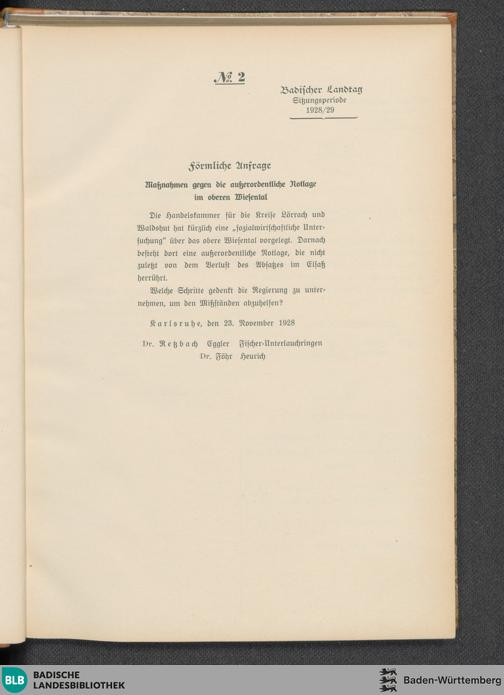 № 2
Badischer Landtag
Sitzungsperiode
1928/29
Förmliche Anfrage
Maßnahmen gegen die außerordentliche Notlage
im oberen Wiesental
Die Handelskammer für die Kreise Lörrach und
Waldshut hat kürzlich eine „sozialwirtschaftliche Unter-
suchung“ über das obere Wiesental vorgelegt. Darnach
besteht dort eine außerordentliche Notlage, die nicht
zuletzt von dem Verlust des Absatzes im Elsaß
herrührt.
Welche Schritte gedenkt die Regierung zu unter-
nehmen, um den Mißständen abzuhelfen?
Karlsruhe, den 23. November 1928
Dr. Retzbach Eggler Fischer-Unterlauchringen
Dr. Föhr Heurich
BLB BADISCHE
LANDESBIBLIOTHEK
Baden-Württemberg